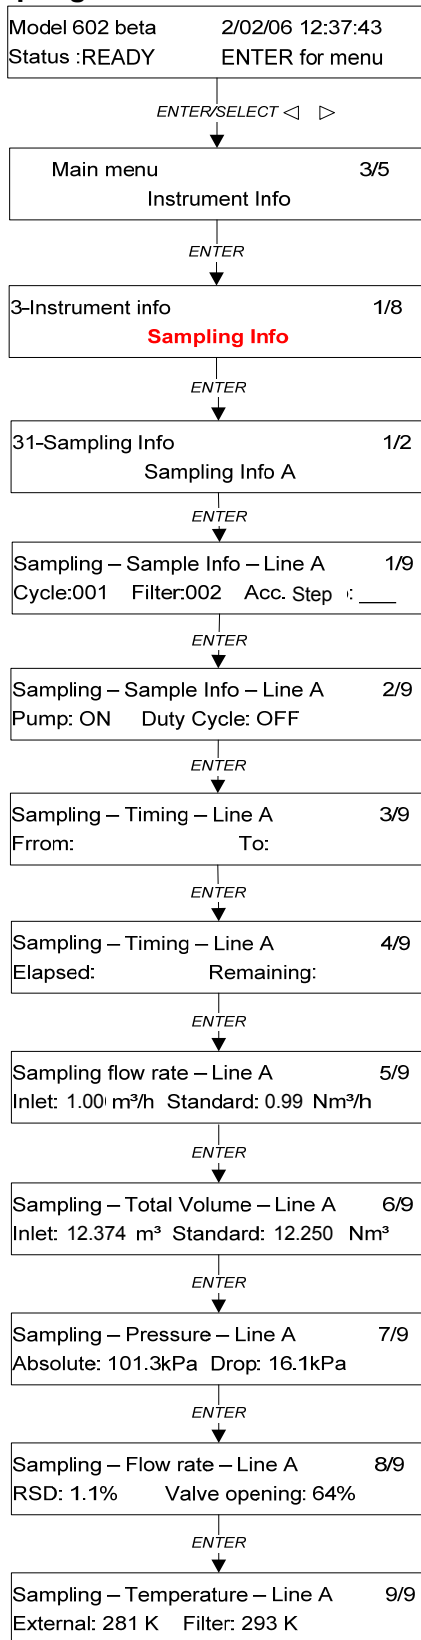 Model 602 beta 2/02/06 12:37:43
Status :READY ENTER for menu
ENTER/SELECT ◁ ▷
Main menu 3/5
Instrument Info
ENTER
3-Instrument info 1/8
Sampling Info
ENTER
31-Sampling Info 1/2
Sampling Info A
ENTER
Sampling – Sample Info – Line A 1/9
Cycle:001 Filter:002 Acc. Step : ___
ENTER
Sampling – Sample Info – Line A 2/9
Pump: ON Duty Cycle: OFF
ENTER
Sampling – Timing – Line A 3/9
Frrom: To:
ENTER
Sampling – Timing – Line A 4/9
Elapsed: Remaining:
ENTER
Sampling flow rate – Line A 5/9
Inlet: 1.00 m³/h Standard: 0.99 Nm³/h
ENTER
Sampling – Total Volume – Line A 6/9
Inlet: 12.374 m³ Standard: 12.250 Nm³
ENTER
Sampling – Pressure – Line A 7/9
Absolute: 101.3kPa Drop: 16.1kPa
ENTER
Sampling – Flow rate – Line A 8/9
RSD: 1.1% Valve opening: 64%
ENTER
Sampling – Temperature – Line A 9/9
External: 281 K Filter: 293 K